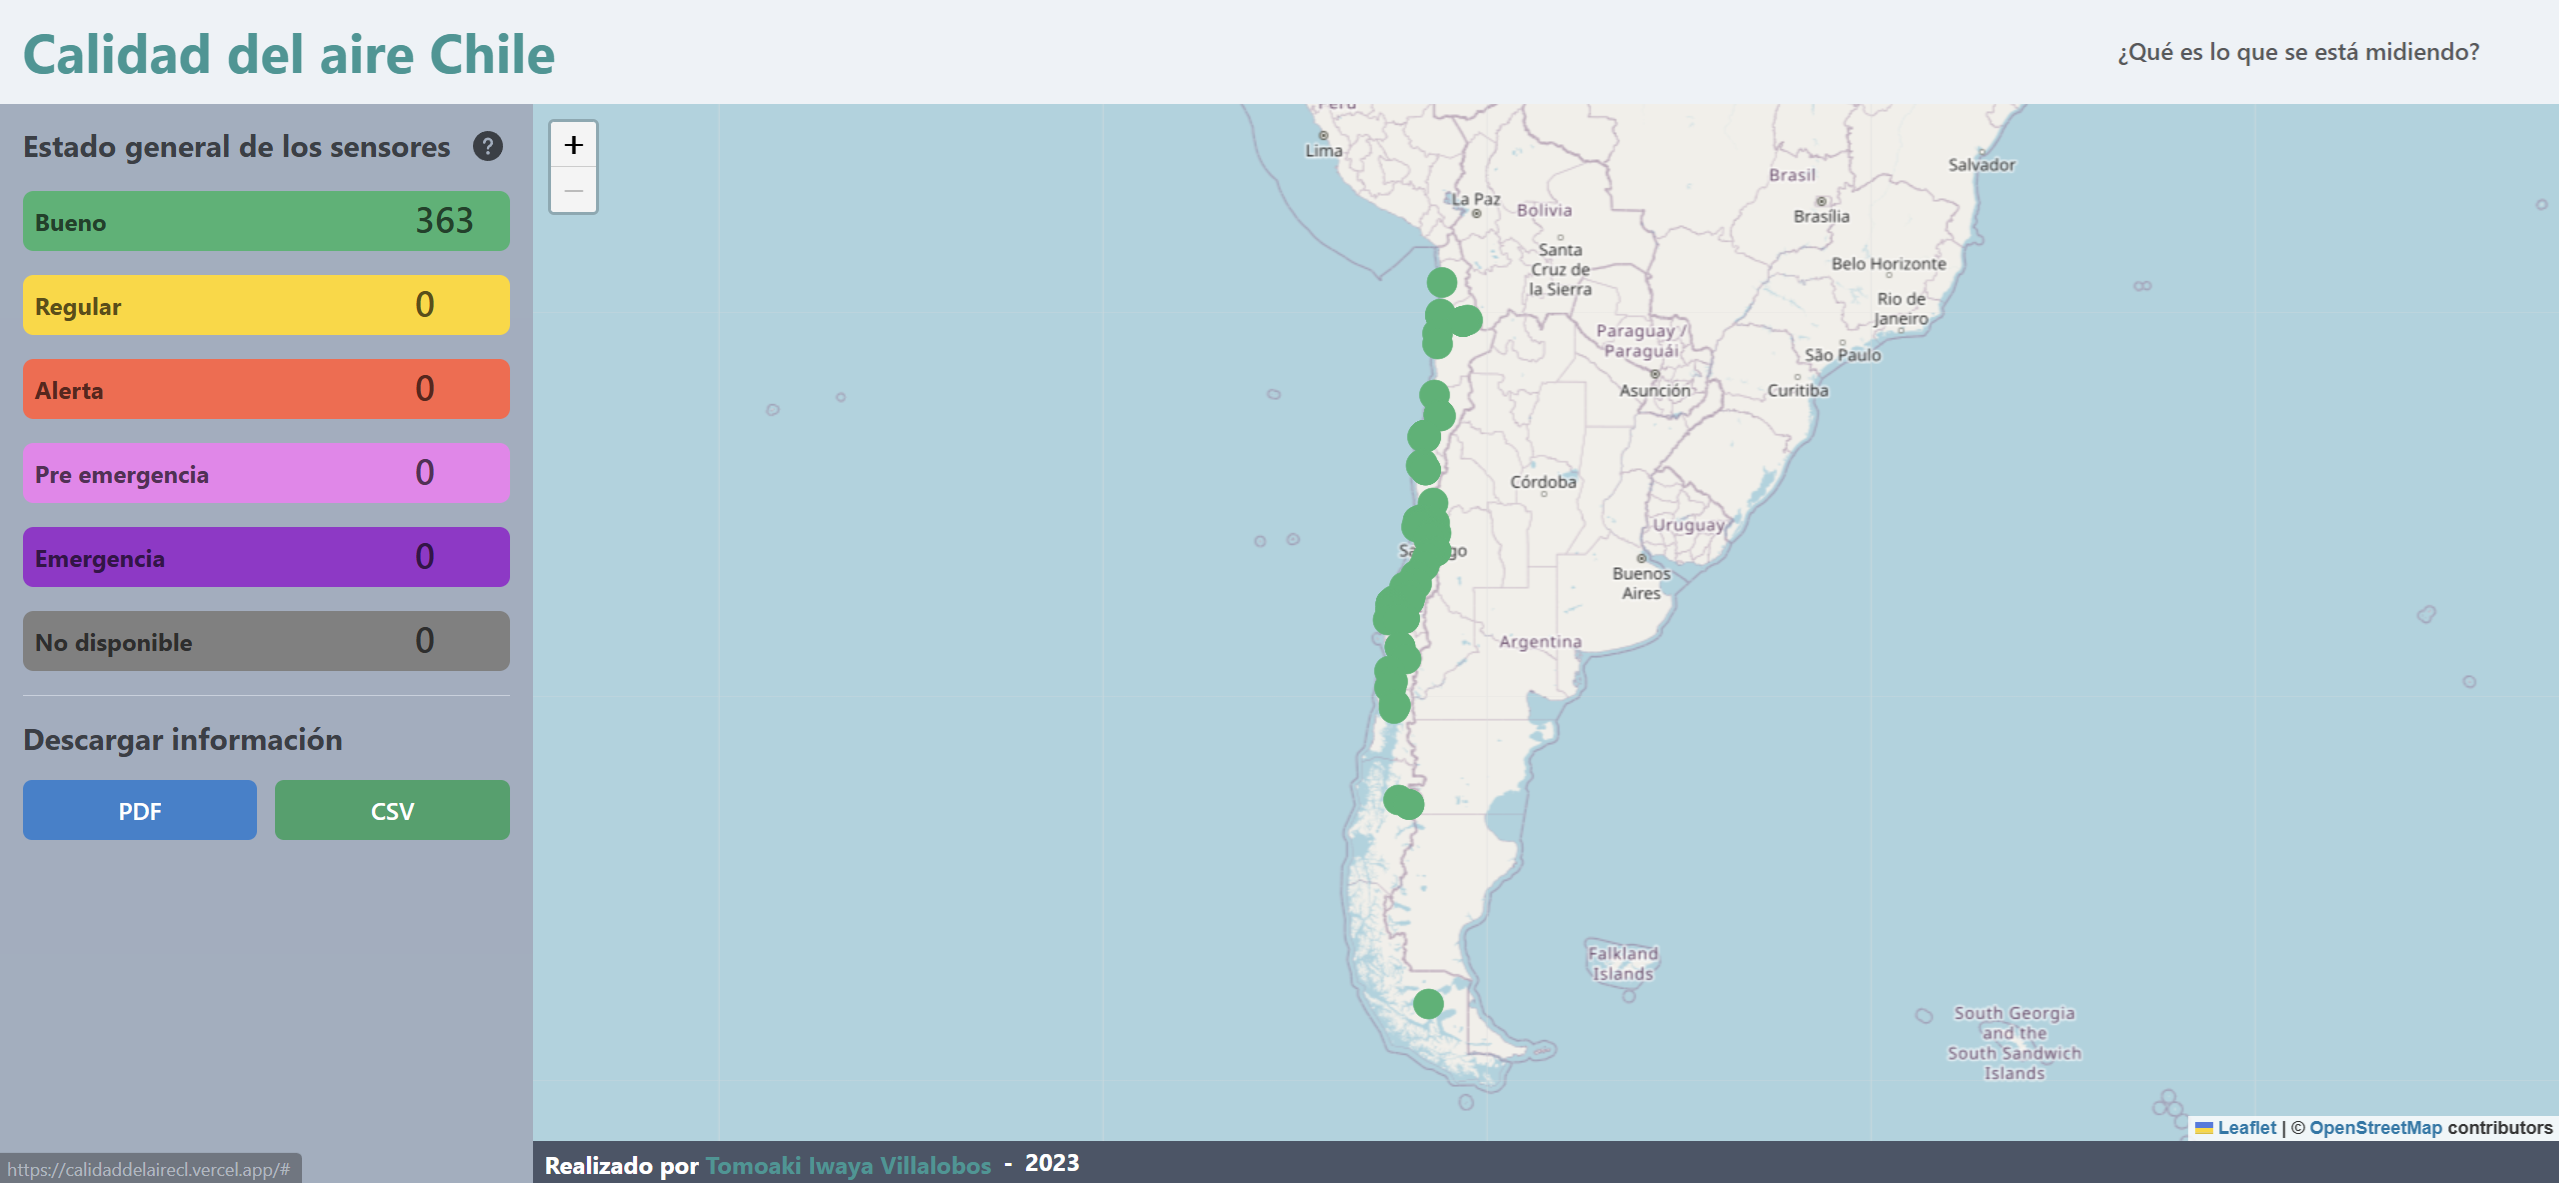 Calidad del aire Chile
¿Qué es lo que se está midiendo?
Estado general de los sensores
?
Bueno 363
Regular 0
Alerta 0
Pre emergencia 0
Emergencia 0
No disponible 0
Descargar información
PDF
CSV
https://calidaddelairecl.vercel.app/#
+
−
Perú
Lima
La Paz
Bolivia
Santa
Cruz de
la Sierra
Brasil
Brasília
Salvador
Belo Horizonte
Rio de
Janeiro
São Paulo
Curitiba
Paraguay /
Paraguái
Asunción
Córdoba
Uruguay
Buenos
Aires
Argentina
Falkland
Islands
South Georgia
and the
South Sandwich
Islands
Leaflet | © OpenStreetMap contributors
Realizado por Tomoaki Iwaya Villalobos - 2023